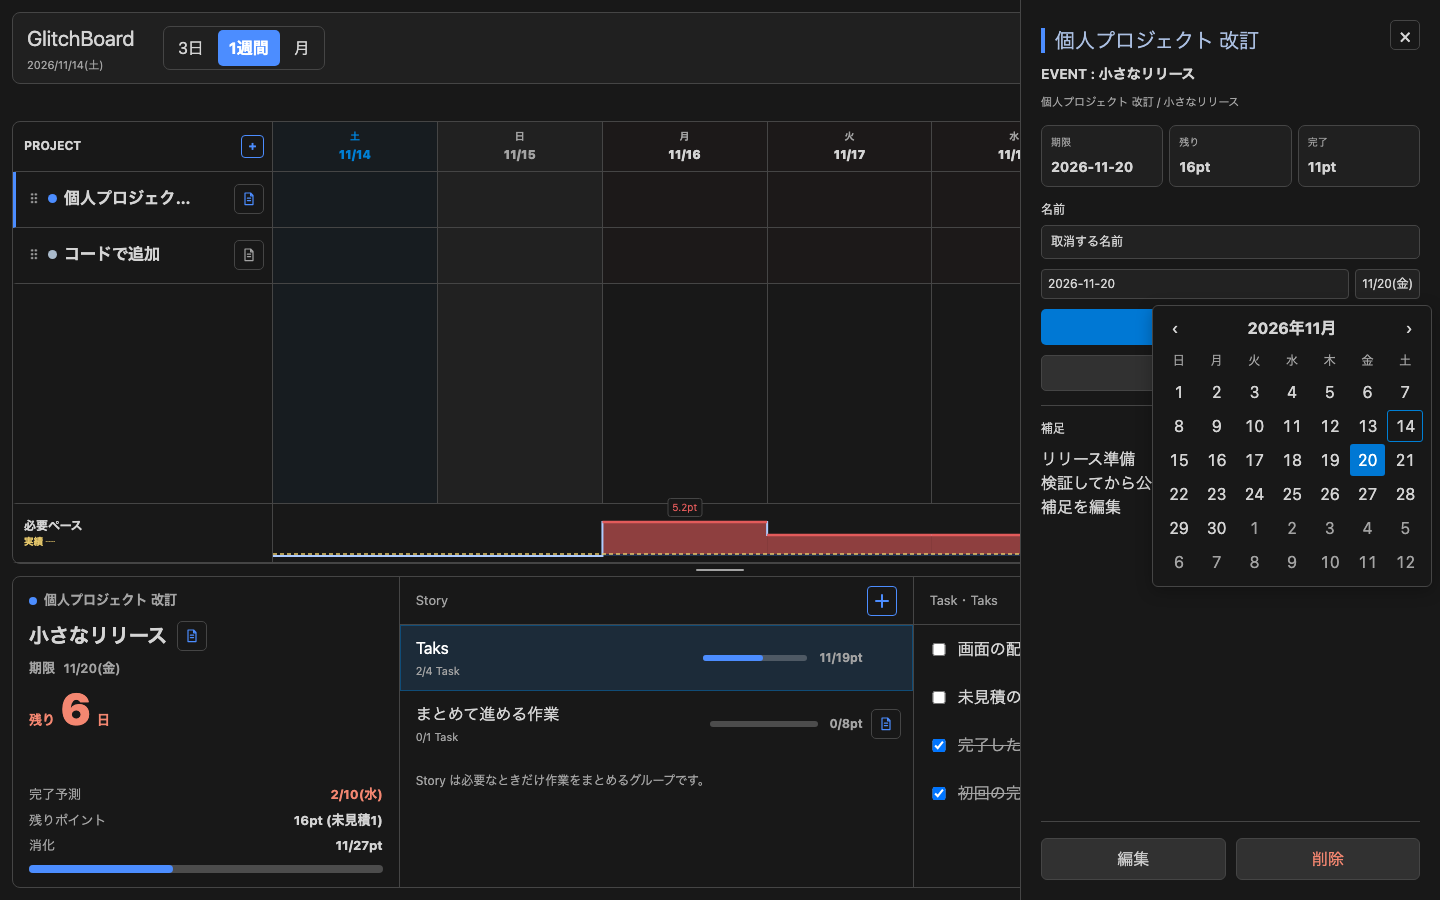 GlitchBoard
2026/11/14(土)
3日 1週間 月
PROJECT
+
土
11/14
日
11/15
月
11/16
火
11/17
水
個人プロジェク...
コードで追加
必要ペース
実績 —
5.2pt
個人プロジェクト 改訂
小さなリリース
期限 11/20(金)
残り 6 日
完了予測 2/10(水)
残りポイント 16pt (未見積1)
消化 11/27pt
Story
+
Taks
2/4 Task
11/19pt
まとめて進める作業
0/1 Task
0/8pt
Story は必要なときだけ作業をまとめるグループです。
Task・Taks
画面の配
未見積の
完了した
初回の完
個人プロジェクト 改訂
×
EVENT : 小さなリリース
個人プロジェクト 改訂 / 小さなリリース
期限
2026-11-20
残り
16pt
完了
11pt
名前
取消する名前
2026-11-20 11/20(金)
‹ 2026年11月 ›
日 月 火 水 木 金 土
1 2 3 4 5 6 7
8 9 10 11 12 13 14
15 16 17 18 19 20 21
22 23 24 25 26 27 28
29 30 1 2 3 4 5
6 7 8 9 10 11 12
補足
リリース準備
検証してから公
補足を編集
編集 削除